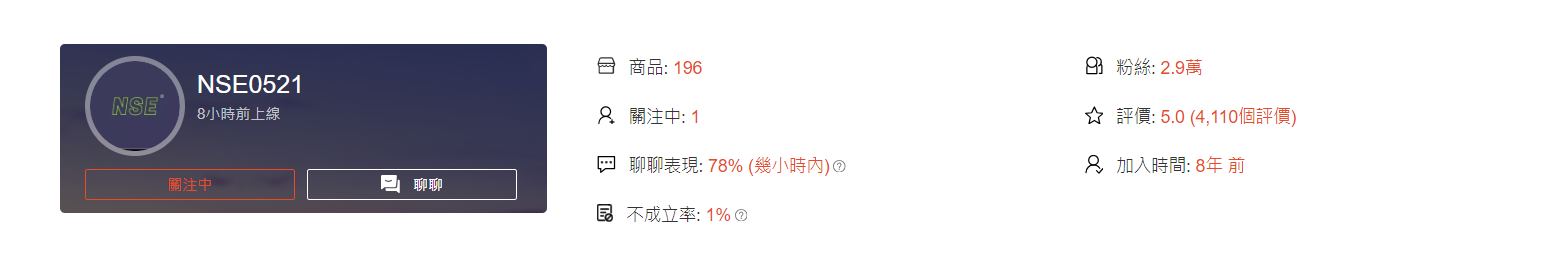 NSE®
NSE0521
8小時前上線
關注中
聊聊
商品: 196
關注中: 1
聊聊表現: 78% (幾小時內)
不成立率: 1%
粉絲: 2.9萬
評價: 5.0 (4,110個評價)
加入時間: 8年 前